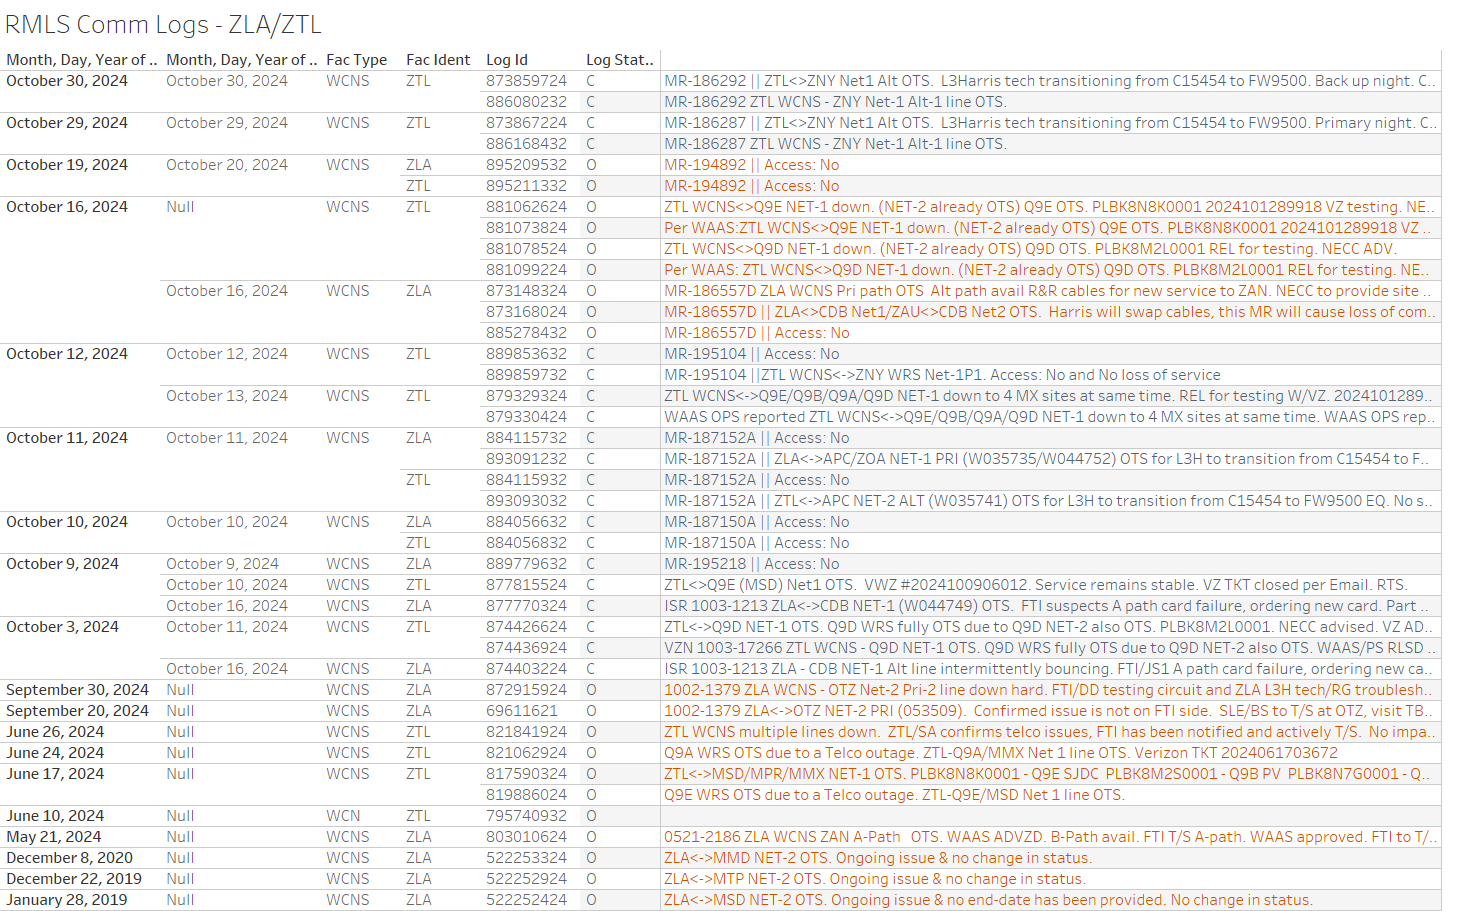 RMLS Comm Logs - ZLA/ZTL
Month, Day, Year of .. Month, Day, Year of .. Fac Type Fac Ident Log Id Log Stat..
October 30, 2024 October 30, 2024 WCNS ZTL 873859724 C MR-186292 || ZTL<>ZNY Net1 Alt OTS. L3Harris tech transitioning from C15454 to FW9500. Back up night. C..
886080232 C MR-186292 ZTL WCNS - ZNY Net-1 Alt-1 line OTS.
October 29, 2024 October 29, 2024 WCNS ZTL 873867224 C MR-186287 || ZTL<>ZNY Net1 Alt OTS. L3Harris tech transitioning from C15454 to FW9500. Primary night. C..
886168432 C MR-186287 ZTL WCNS - ZNY Net-1 Alt-1 line OTS.
October 19, 2024 October 20, 2024 WCNS ZLA 895209532 O MR-194892 || Access: No
ZTL 895211332 O MR-194892 || Access: No
October 16, 2024 Null WCNS ZTL 881062624 O ZTL WCNS<>Q9E NET-1 down. (NET-2 already OTS) Q9E OTS. PLBK8N8K0001 2024101289918 VZ testing. NE..
881073824 O Per WAAS:ZTL WCNS<>Q9E NET-1 down. (NET-2 already OTS) Q9E OTS. PLBK8N8K0001 2024101289918 VZ ..
881078524 O ZTL WCNS<>Q9D NET-1 down. (NET-2 already OTS) Q9D OTS. PLBK8M2L0001 REL for testing. NECC ADV.
881099224 O Per WAAS: ZTL WCNS<>Q9D NET-1 down. (NET-2 already OTS) Q9D OTS. PLBK8M2L0001 REL for testing. NE..
October 16, 2024 WCNS ZLA 873148324 O MR-186557D ZLA WCNS Pri path OTS Alt path avail R&R cables for new service to ZAN. NECC to provide site ..
873168024 O MR-186557D || ZLA<>CDB Net1/ZAU<>CDB Net2 OTS. Harris will swap cables, this MR will cause loss of com..
885278432 O MR-186557D || Access: No
October 12, 2024 October 12, 2024 WCNS ZTL 889853632 C MR-195104 || Access: No
889859732 C MR-195104 ||ZTL WCNS<->ZNY WRS Net-1P1. Access: No and No loss of service
October 13, 2024 WCNS ZTL 879329324 C ZTL WCNS<->Q9E/Q9B/Q9A/Q9D NET-1 down to 4 MX sites at same time. REL for testing W/VZ. 2024101289...
879330424 C WAAS OPS reported ZTL WCNS<->Q9E/Q9B/Q9A/Q9D NET-1 down to 4 MX sites at same time. WAAS OPS rep..
October 11, 2024 October 11, 2024 WCNS ZLA 884115732 C MR-187152A || Access: No
893091232 C MR-187152A || ZLA<->APC/ZOA NET-1 PRI (W035735/W044752) OTS for L3H to transition from C15454 to F..
ZTL 884115932 C MR-187152A || Access: No
893093032 C MR-187152A || ZTL<->APC NET-2 ALT (W035741) OTS for L3H to transition from C15454 to FW9500 EQ. No s..
October 10, 2024 October 10, 2024 WCNS ZLA 884056632 C MR-187150A || Access: No
ZTL 884056832 C MR-187150A || Access: No
October 9, 2024 October 9, 2024 WCNS ZLA 889779632 C MR-195218 || Access: No
October 10, 2024 WCNS ZTL 877815524 C ZTL<>Q9E (MSD) Net1 OTS. VWZ #2024100906012. Service remains stable. VZ TKT closed per Email. RTS.
October 16, 2024 WCNS ZLA 877770324 C ISR 1003-1213 ZLA<->CDB NET-1 (W044749) OTS. FTI suspects A path card failure, ordering new card. Part ..
October 3, 2024 October 11, 2024 WCNS ZTL 874426624 C ZTL<->Q9D NET-1 OTS. Q9D WRS fully OTS due to Q9D NET-2 also OTS. PLBK8M2L0001. NECC advised. VZ AD..
874436924 C VZN 1003-17266 ZTL WCNS - Q9D NET-1 OTS. Q9D WRS fully OTS due to Q9D NET-2 also OTS. WAAS/PS RLSD ..
October 16, 2024 WCNS ZLA 874403224 C ISR 1003-1213 ZLA - CDB NET-1 Alt line intermittently bouncing. FTI/JS1 A path card failure, ordering new ca..
September 30, 2024 Null WCNS ZLA 872915924 O 1002-1379 ZLA WCNS - OTZ Net-2 Pri-2 line down hard. FTI/DD testing circuit and ZLA L3H tech/RG troublesh..
September 20, 2024 Null WCNS ZLA 69611621 O 1002-1379 ZLA<->OTZ NET-2 PRI (053509). Confirmed issue is not on FTI side. SLE/BS to T/S at OTZ, visit TB..
June 26, 2024 Null WCNS ZTL 821841924 O ZTL WCNS multiple lines down. ZTL/SA confirms telco issues, FTI has been notified and actively T/S. No impa..
June 24, 2024 Null WCNS ZTL 821062924 O Q9A WRS OTS due to a Telco outage. ZTL-Q9A/MMX Net 1 line OTS. Verizon TKT 2024061703672
June 17, 2024 Null WCNS ZTL 817590324 O ZTL<->MSD/MPR/MMX NET-1 OTS. PLBK8N8K0001 - Q9E SJDC PLBK8M2S0001 - Q9B PV PLBK8N7G0001 - Q..
819886024 O Q9E WRS OTS due to a Telco outage. ZTL-Q9E/MSD Net 1 line OTS.
June 10, 2024 Null WCN ZTL 795740932 O
May 21, 2024 Null WCNS ZLA 803010624 O 0521-2186 ZLA WCNS ZAN A-Path OTS. WAAS ADVZD. B-Path avail. FTI T/S A-path. WAAS approved. FTI to T/..
December 8, 2020 Null WCNS ZLA 522253324 O ZLA<->MMD NET-2 OTS. Ongoing issue & no change in status.
December 22, 2019 Null WCNS ZLA 522252924 O ZLA<->MTP NET-2 OTS. Ongoing issue & no change in status.
January 28, 2019 Null WCNS ZLA 522252424 O ZLA<->MSD NET-2 OTS. Ongoing issue & no end-date has been provided. No change in status.